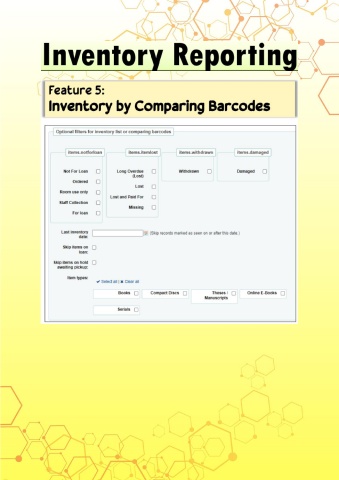 Inventory Reporting
Feature 5:
Inventory by Comparing Barcodes
Optional filters for inventory list or comparing barcodes
items.notforloan
items.itemlost
items.withdrawn
items.damaged
Not For Loan
Long Overdue (Lost)
Withdrawn
Damaged
Ordered
Lost
Room use only
Lost and Paid For
Staff Collection
Missing
For loan
Last inventory date:
(Skip records marked as seen on or after this date.)
Skip items on loan:
Skip items on hold awaiting pickup:
Item types:
Select all | Clear all
Books
Compact Discs
Theses / Manuscripts
Online E-Books
Serials